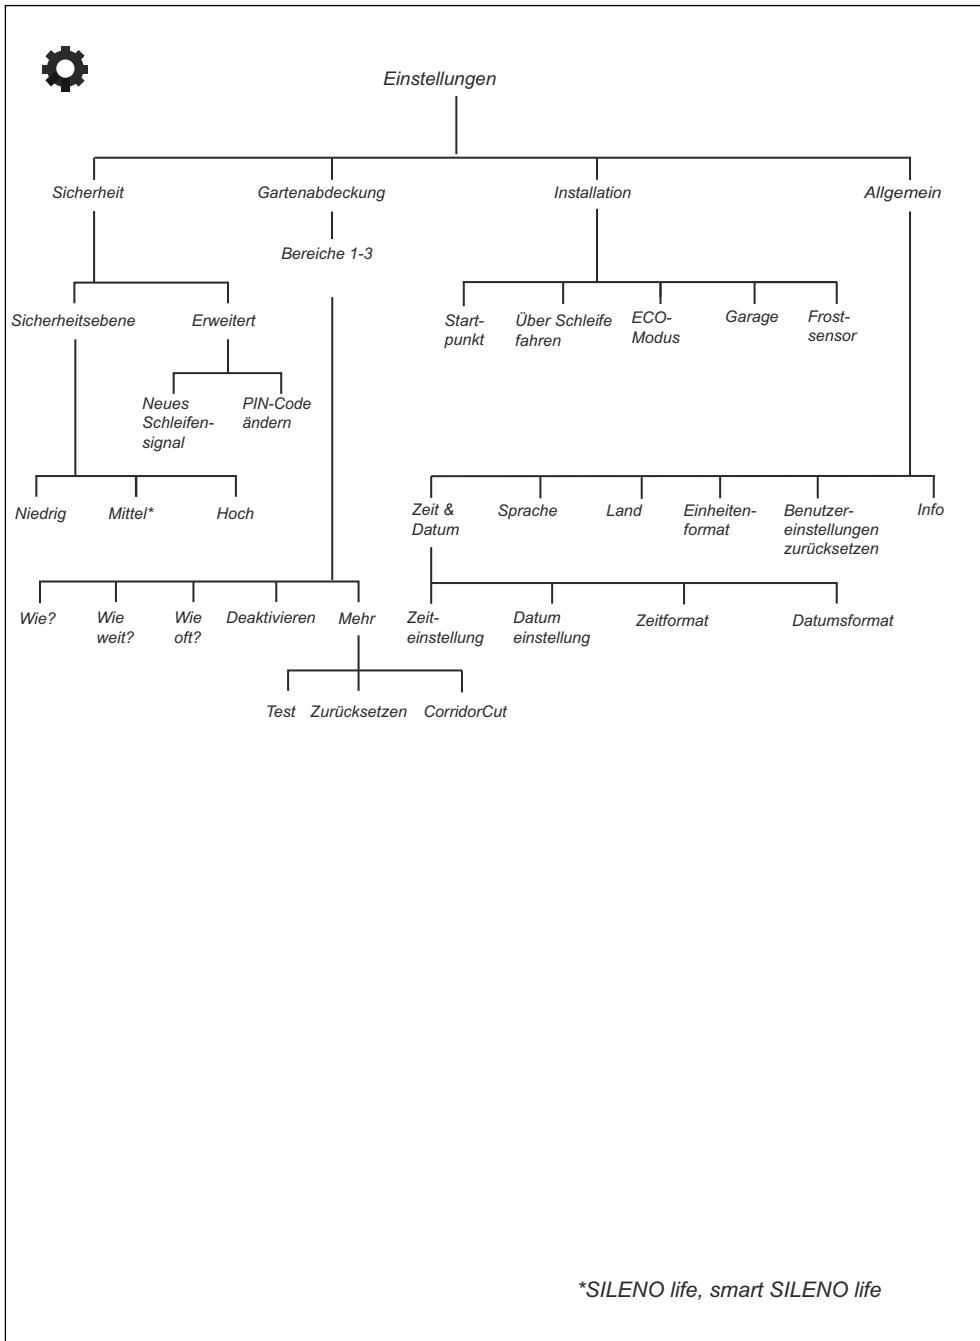 Einstellungen
Sicherheit
Gartenabdeckung
Installation
Allgemein
Bereiche 1-3
Sicherheitsebene
Erweitert
Start-
punkt
Über Schleife
fahren
ECO-
Modus
Garage
Frost-
sensor
Neues
Schleifen-
signal
PIN-Code
ändern
Niedrig
Mittel*
Hoch
Zeit &
Datum
Sprache
Land
Einheiten-
format
Benutzer-
einstellungen
zurücksetzen
Info
Wie?
Wie
weit?
Wie
oft?
Deaktivieren
Mehr
Zeit-
einstellung
Datum
einstellung
Zeitformat
Datumsformat
Test
Zurücksetzen
CorridorCut
*SILENO life, smart SILENO life